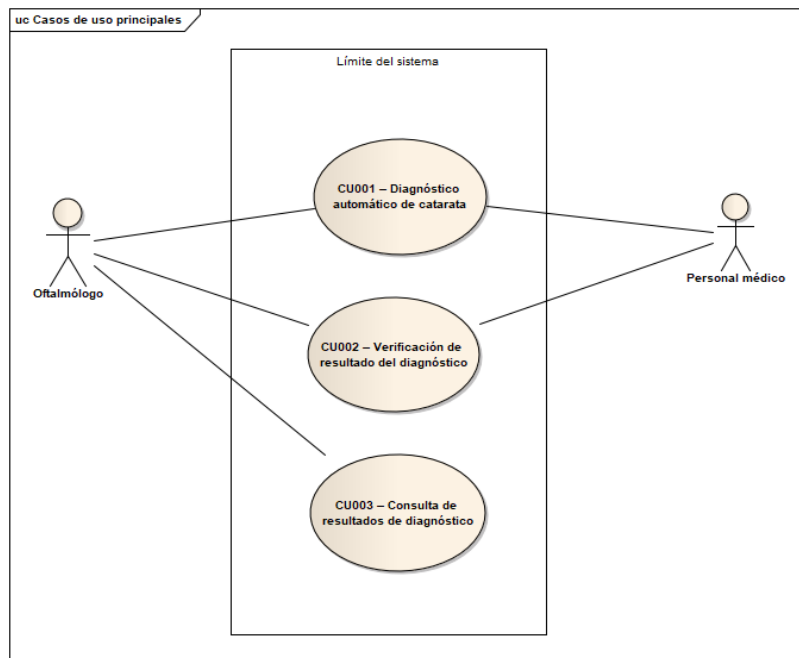 uc Casos de uso principales
Límite del sistema
CU001 – Diagnóstico
automático de catarata
Oftalmólogo
Personal médico
CU002 – Verificación de
resultado del diagnóstico
CU003 – Consulta de
resultados de diagnóstico